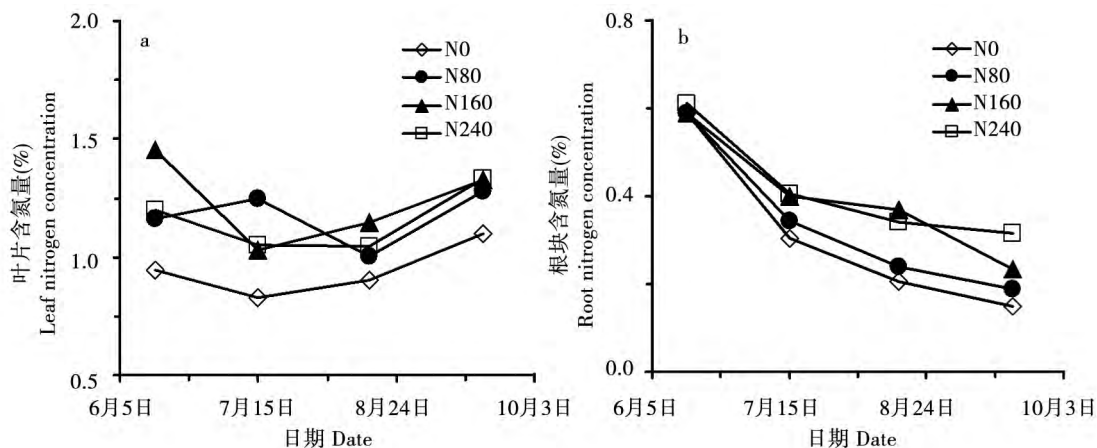 叶片含氮量(%)
Leaf nitrogen concentration
2.0
1.5
1.0
0.5
a
N0
N80
N160
N240
6月5日
7月15日
8月24日
10月3日
日期 Date
根块含氮量(%)
Root nitrogen concentration
0.8
0.4
0.0
b
N0
N80
N160
N240
6月5日
7月15日
8月24日
10月3日
日期 Date